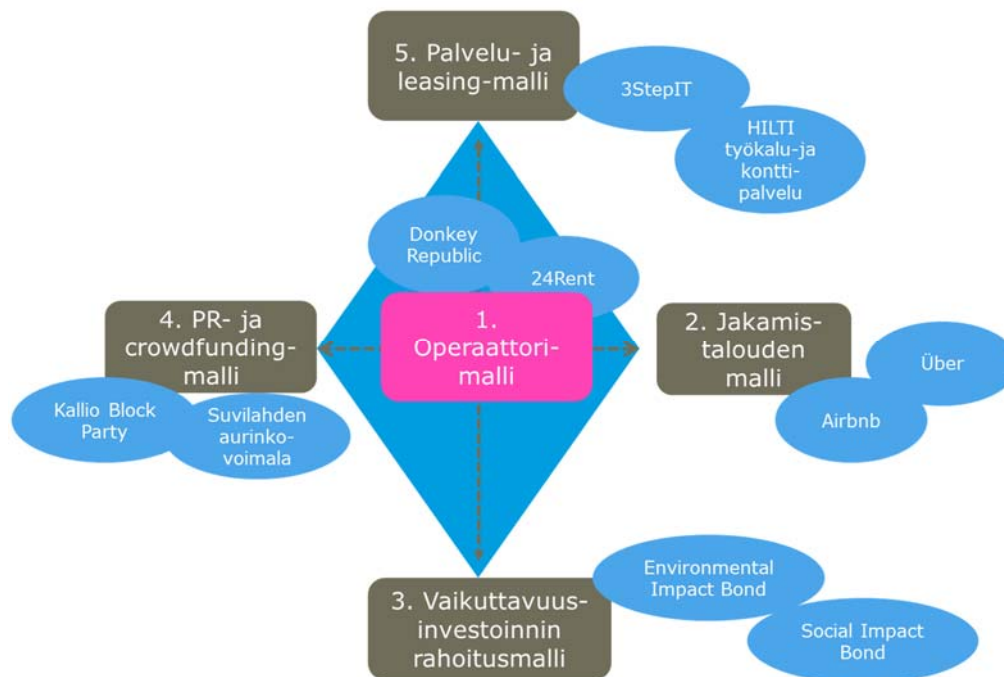 5. Palvelu- ja
leasing-malli
3StepIT
HILTI
työkalu-ja
kontti-
palvelu
Donkey
Republic
24Rent
4. PR- ja
crowdfunding-
malli
1.
Operaattori-
malli
2. Jakamis-
talouden
malli
Über
Airbnb
Kallio Block
Party
Suvilahden
aurinko-
voimala
3. Vaikuttavuus-
investoinnin
rahoitusmalli
Environmental
Impact Bond
Social Impact
Bond